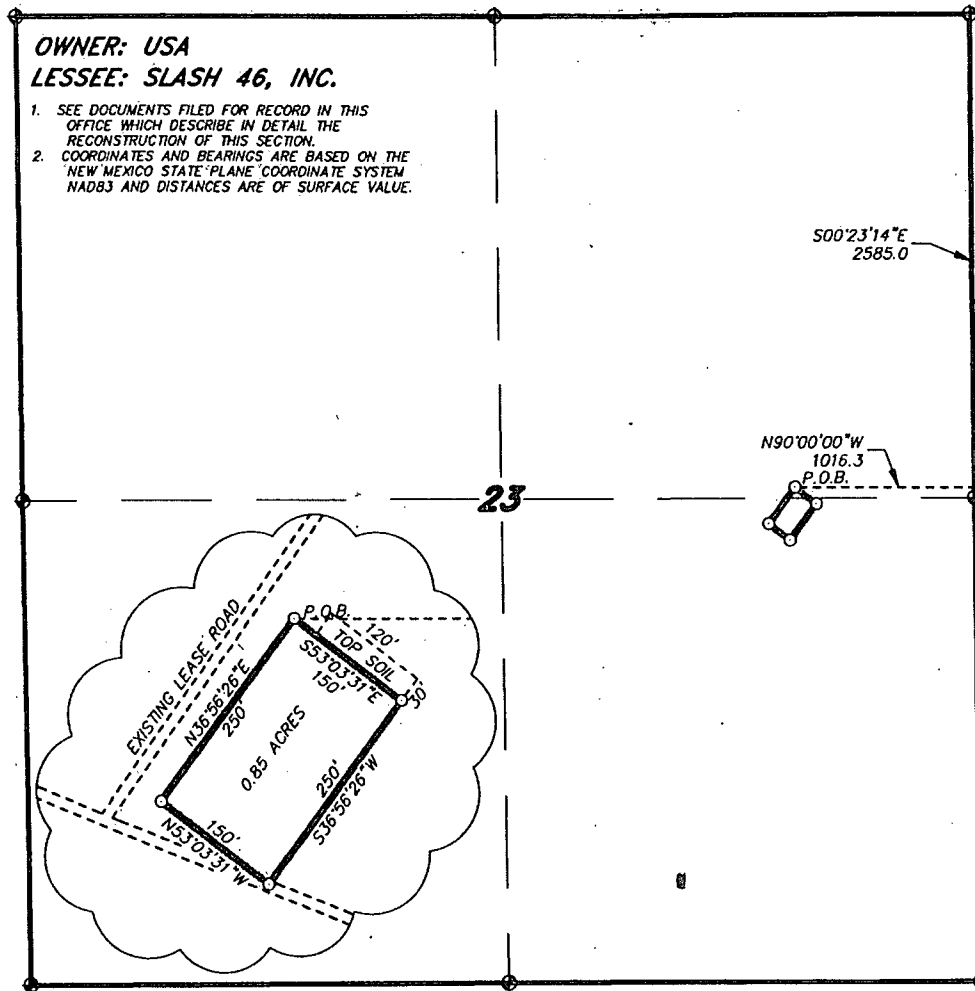 OWNER: USA
LESSEE: SLASH 46, INC.
1. SEE DOCUMENTS FILED FOR RECORD IN THIS
OFFICE WHICH DESCRIBE IN DETAIL THE
RECONSTRUCTION OF THIS SECTION.
2. COORDINATES AND BEARINGS ARE BASED ON THE
NEW MEXICO STATE PLANE COORDINATE SYSTEM
NAD83 AND DISTANCES ARE OF SURFACE VALUE.
S00°23'14"E
2585.0
N90°00'00"W
1016.3
P.O.B.
23
P.O.B.
120'
TOP SOIL
30'
S53°03'31"E
150'
EXISTING LEASE ROAD
N36°56'26"E
250'
0.85 ACRES
250'
S36°56'26"W
150'
N53°03'31"W